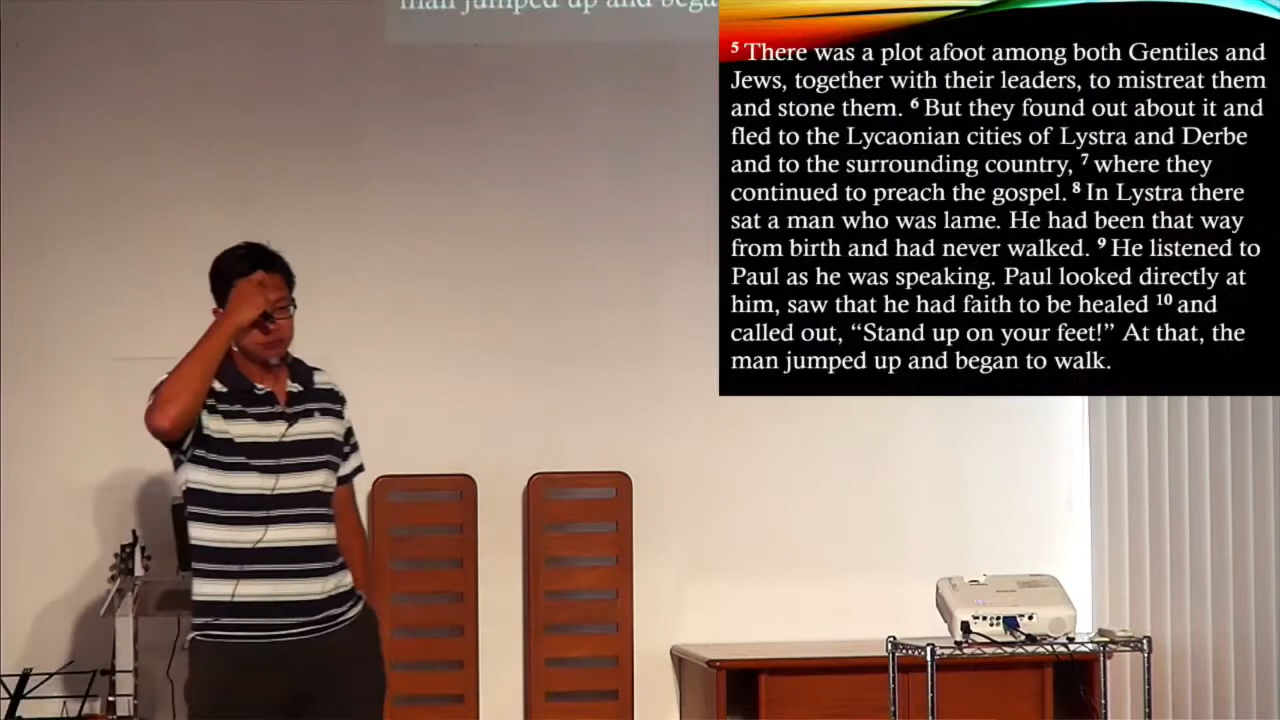 man jumped up and bega
⁵ There was a plot afoot among both Gentiles and
Jews, together with their leaders, to mistreat them
and stone them. ⁶ But they found out about it and
fled to the Lycaonian cities of Lystra and Derbe
and to the surrounding country, ⁷ where they
continued to preach the gospel. ⁸ In Lystra there
sat a man who was lame. He had been that way
from birth and had never walked. ⁹ He listened to
Paul as he was speaking. Paul looked directly at
him, saw that he had faith to be healed ¹⁰ and
called out, “Stand up on your feet!” At that, the
man jumped up and began to walk.